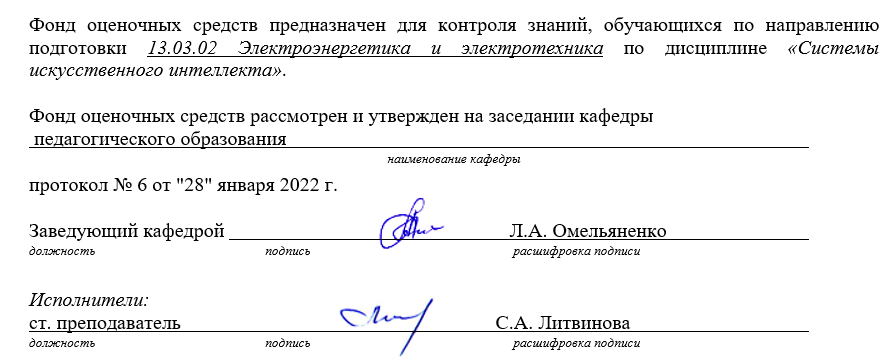 Фонд оценочных средств предназначен для контроля знаний, обучающихся по направлению
подготовки 13.03.02 Электроэнергетика и электротехника по дисциплине «Системы
искусственного интеллекта».
Фонд оценочных средств рассмотрен и утвержден на заседании кафедры
педагогического образования
наименование кафедры
протокол № 6 от "28" января 2022 г.
Заведующий кафедрой Л.А. Омельяненко
должность подпись расшифровка подписи
Исполнители:
ст. преподаватель С.А. Литвинова
должность подпись расшифровка подписи